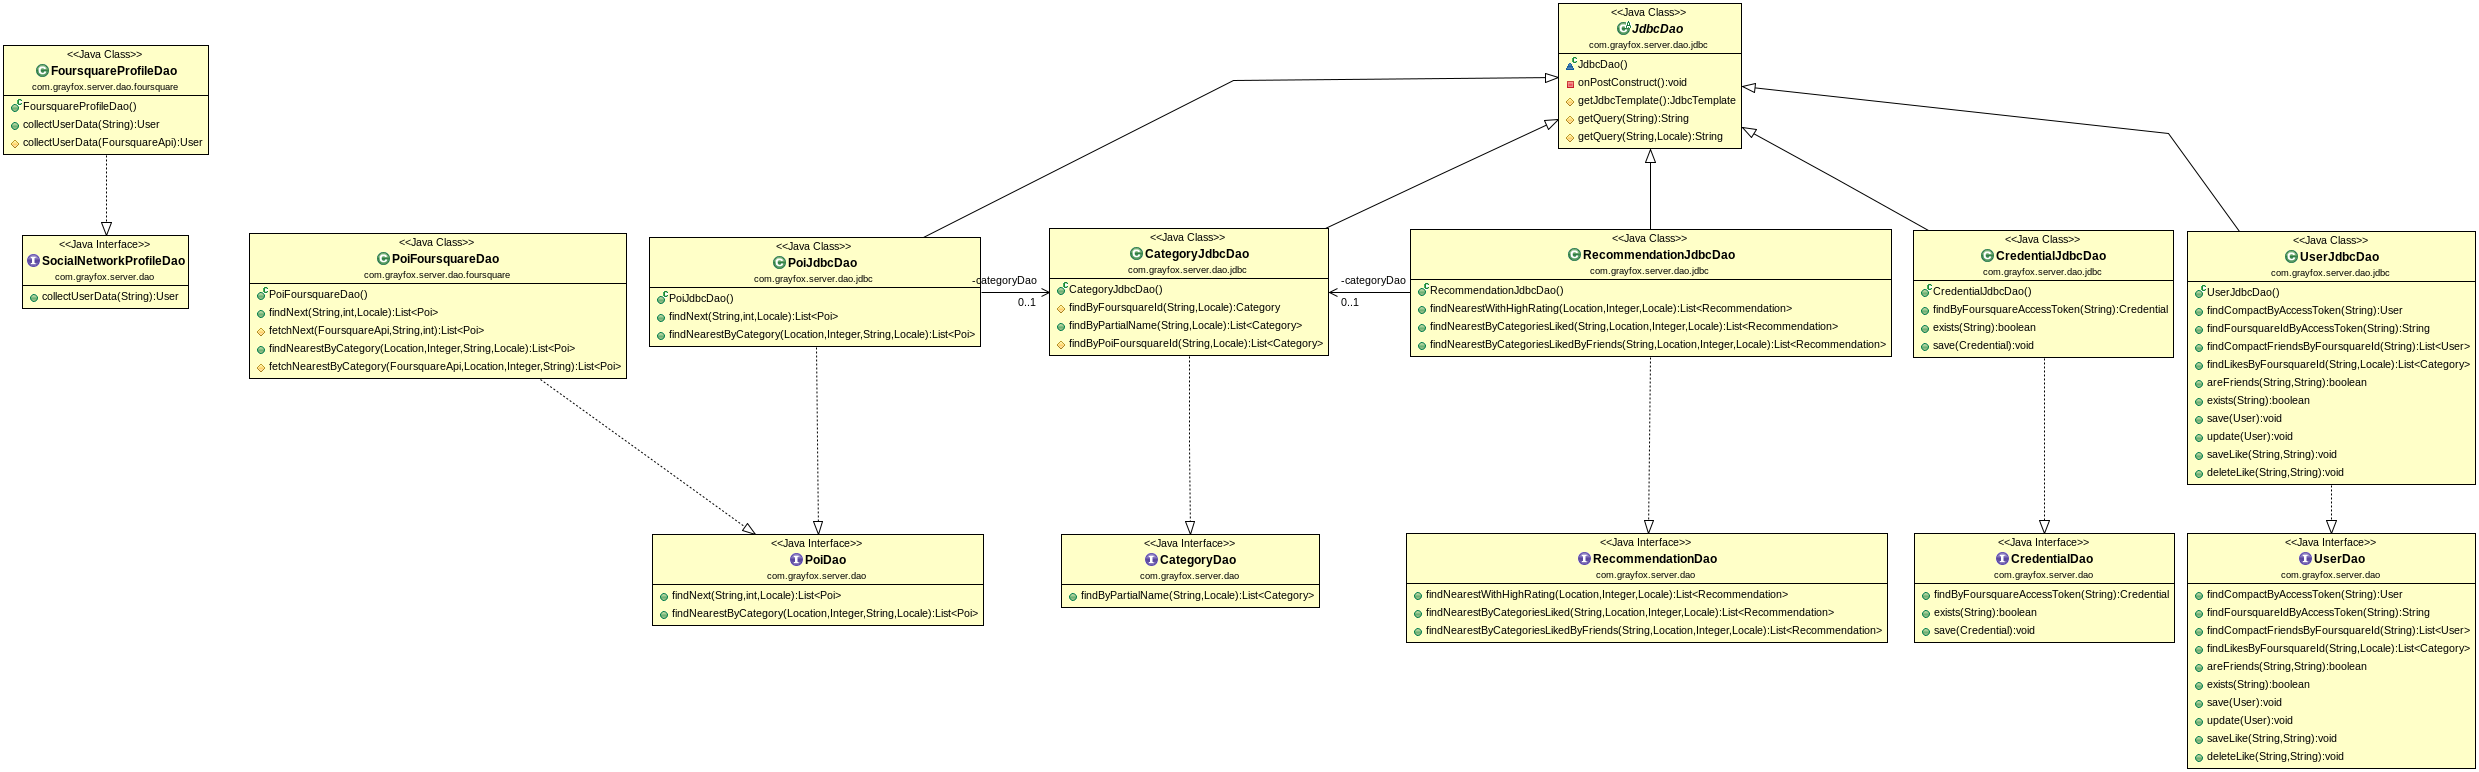 <<Java Class>>
FoursquareProfileDao
com.grayfox.server.dao.foursquare
FoursquareProfileDao()
collectUserData(String):User
collectUserData(FoursquareApi):User
<<Java Interface>>
SocialNetworkProfileDao
com.grayfox.server.dao
collectUserData(String):User
<<Java Class>>
PoiFoursquareDao
com.grayfox.server.dao.foursquare
PoiFoursquareDao()
findNext(String,int,Locale):List<Poi>
fetchNext(FoursquareApi,String,int):List<Poi>
findNearestByCategory(Location,Integer,String,Locale):List<Poi>
fetchNearestByCategory(FoursquareApi,Location,Integer,String):List<Poi>
<<Java Class>>
PoiJdbcDao
com.grayfox.server.dao.jdbc
PoiJdbcDao()
findNext(String,int,Locale):List<Poi>
findNearestByCategory(Location,Integer,String,Locale):List<Poi>
-categoryDao
0..1
<<Java Class>>
JdbcDao
com.grayfox.server.dao.jdbc
JdbcDao()
onPostConstruct():void
getJdbcTemplate():JdbcTemplate
getQuery(String):String
getQuery(String,Locale):String
<<Java Class>>
CategoryJdbcDao
com.grayfox.server.dao.jdbc
CategoryJdbcDao()
findByFoursquareId(String,Locale):Category
findByPartialName(String,Locale):List<Category>
findByPoiFoursquareId(String,Locale):List<Category>
-categoryDao
0..1
<<Java Class>>
RecommendationJdbcDao
com.grayfox.server.dao.jdbc
RecommendationJdbcDao()
findNearestWithHighRating(Location,Integer,Locale):List<Recommendation>
findNearestByCategoriesLiked(String,Location,Integer,Locale):List<Recommendation>
findNearestByCategoriesLikedByFriends(String,Location,Integer,Locale):List<Recommendation>
<<Java Class>>
CredentialJdbcDao
com.grayfox.server.dao.jdbc
CredentialJdbcDao()
findByFoursquareAccessToken(String):Credential
exists(String):boolean
save(Credential):void
<<Java Class>>
UserJdbcDao
com.grayfox.server.dao.jdbc
UserJdbcDao()
findCompactByAccessToken(String):User
findFoursquareIdByAccessToken(String):String
findCompactFriendsByFoursquareId(String):List<User>
findLikesByFoursquareId(String,Locale):List<Category>
areFriends(String,String):boolean
exists(String):boolean
save(User):void
update(User):void
saveLike(String,String):void
deleteLike(String,String):void
<<Java Interface>>
PoiDao
com.grayfox.server.dao
findNext(String,int,Locale):List<Poi>
findNearestByCategory(Location,Integer,String,Locale):List<Poi>
<<Java Interface>>
CategoryDao
com.grayfox.server.dao
findByPartialName(String,Locale):List<Category>
<<Java Interface>>
RecommendationDao
com.grayfox.server.dao
findNearestWithHighRating(Location,Integer,Locale):List<Recommendation>
findNearestByCategoriesLiked(String,Location,Integer,Locale):List<Recommendation>
findNearestByCategoriesLikedByFriends(String,Location,Integer,Locale):List<Recommendation>
<<Java Interface>>
CredentialDao
com.grayfox.server.dao
findByFoursquareAccessToken(String):Credential
exists(String):boolean
save(Credential):void
<<Java Interface>>
UserDao
com.grayfox.server.dao
findCompactByAccessToken(String):User
findFoursquareIdByAccessToken(String):String
findCompactFriendsByFoursquareId(String):List<User>
findLikesByFoursquareId(String,Locale):List<Category>
areFriends(String,String):boolean
exists(String):boolean
save(User):void
update(User):void
saveLike(String,String):void
deleteLike(String,String):void